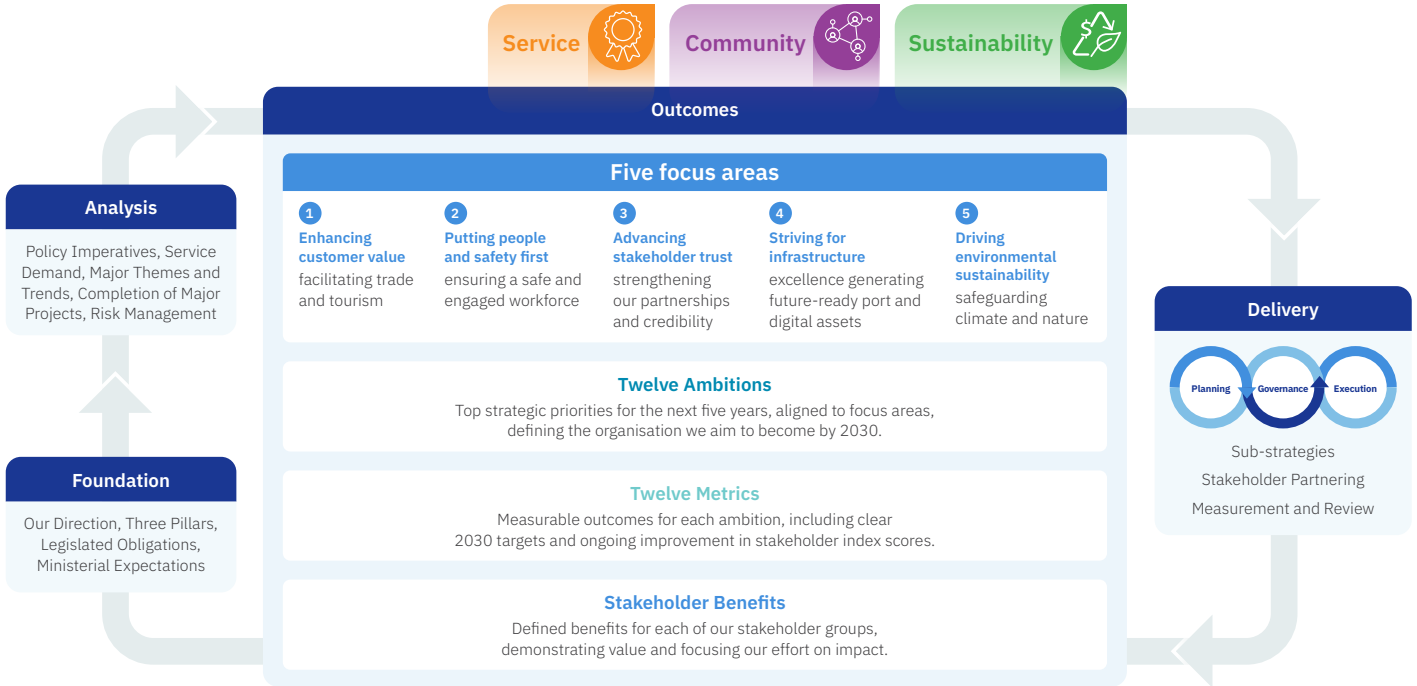 Service
Community
Sustainability
Outcomes
Five focus areas
1
Enhancing
customer value
facilitating trade
and tourism
2
Putting people
and safety first
ensuring a safe and
engaged workforce
3
Advancing
stakeholder trust
strengthening
our partnerships
and credibility
4
Striving for
infrastructure
excellence generating
future-ready port and
digital assets
5
Driving
environmental
sustainability
safeguarding
climate and nature
Twelve Ambitions
Top strategic priorities for the next five years, aligned to focus areas,
defining the organisation we aim to become by 2030.
Twelve Metrics
Measurable outcomes for each ambition, including clear
2030 targets and ongoing improvement in stakeholder index scores.
Stakeholder Benefits
Defined benefits for each of our stakeholder groups,
demonstrating value and focusing our effort on impact.
Analysis
Policy Imperatives, Service
Demand, Major Themes and
Trends, Completion of Major
Projects, Risk Management
Foundation
Our Direction, Three Pillars,
Legislated Obligations,
Ministerial Expectations
Delivery
Planning
Governance
Execution
Sub-strategies
Stakeholder Partnering
Measurement and Review
$